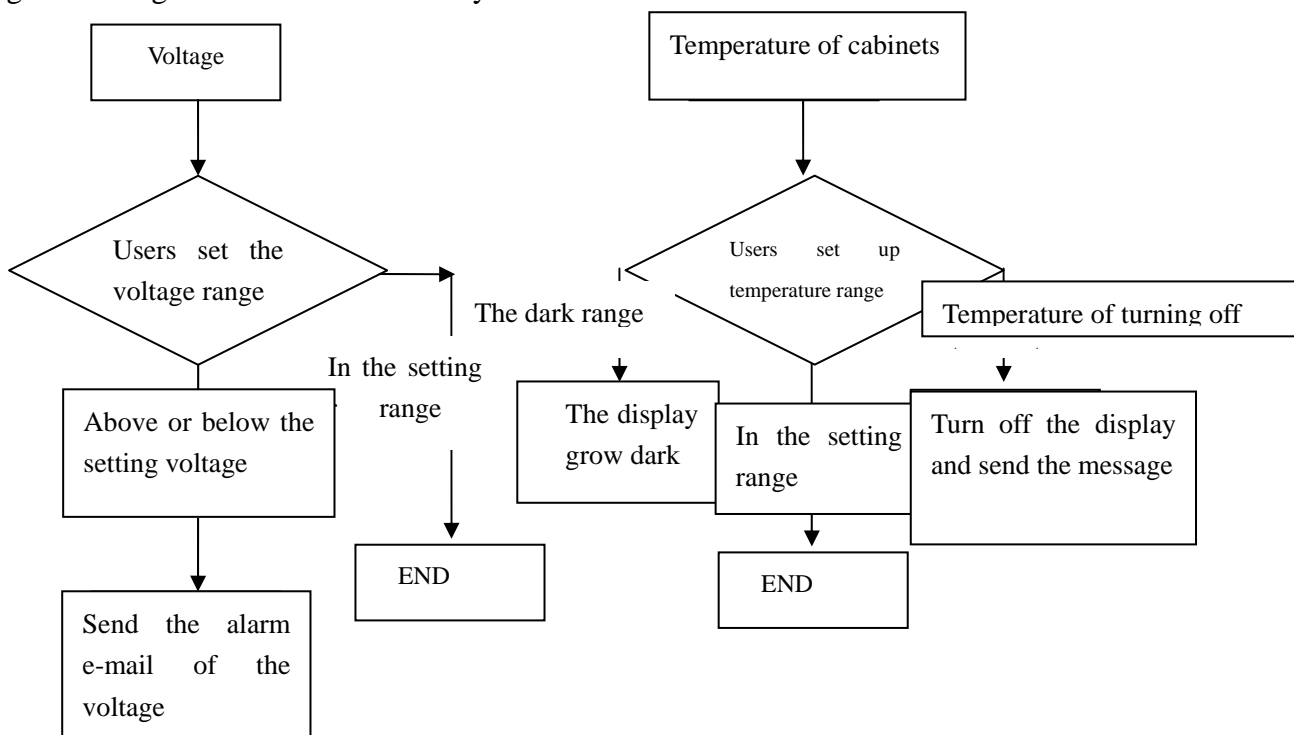 Voltage
Users set the
voltage range
In the setting
range
Above or below the
setting voltage
END
Send the alarm
e-mail of the
voltage
Temperature of cabinets
Users set up
temperature range
The dark range
Temperature of turning off
The display
grow dark
In the setting
range
Turn off the display
and send the message
END